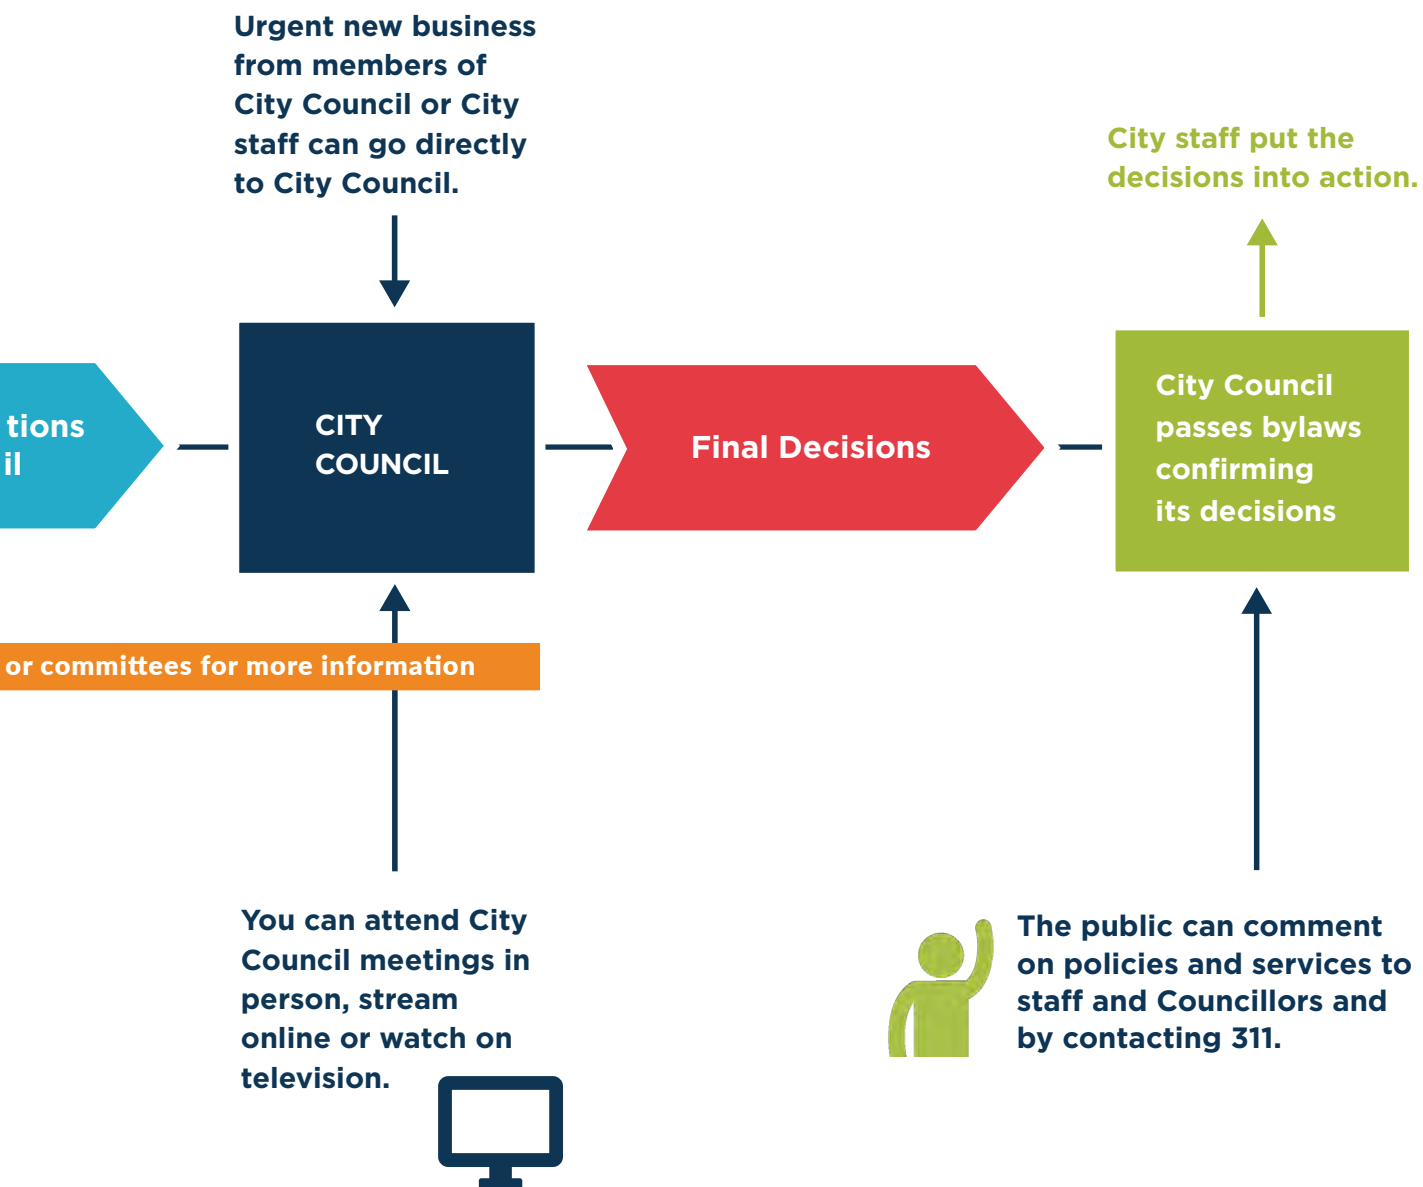 Urgent new business
from members of
City Council or City
staff can go directly
to City Council.
City staff put the
decisions into action.
tions
il
CITY
COUNCIL
Final Decisions
City Council
passes bylaws
confirming
its decisions
or committees for more information
You can attend City
Council meetings in
person, stream
online or watch on
television.
The public can comment
on policies and services to
staff and Councillors and
by contacting 311.